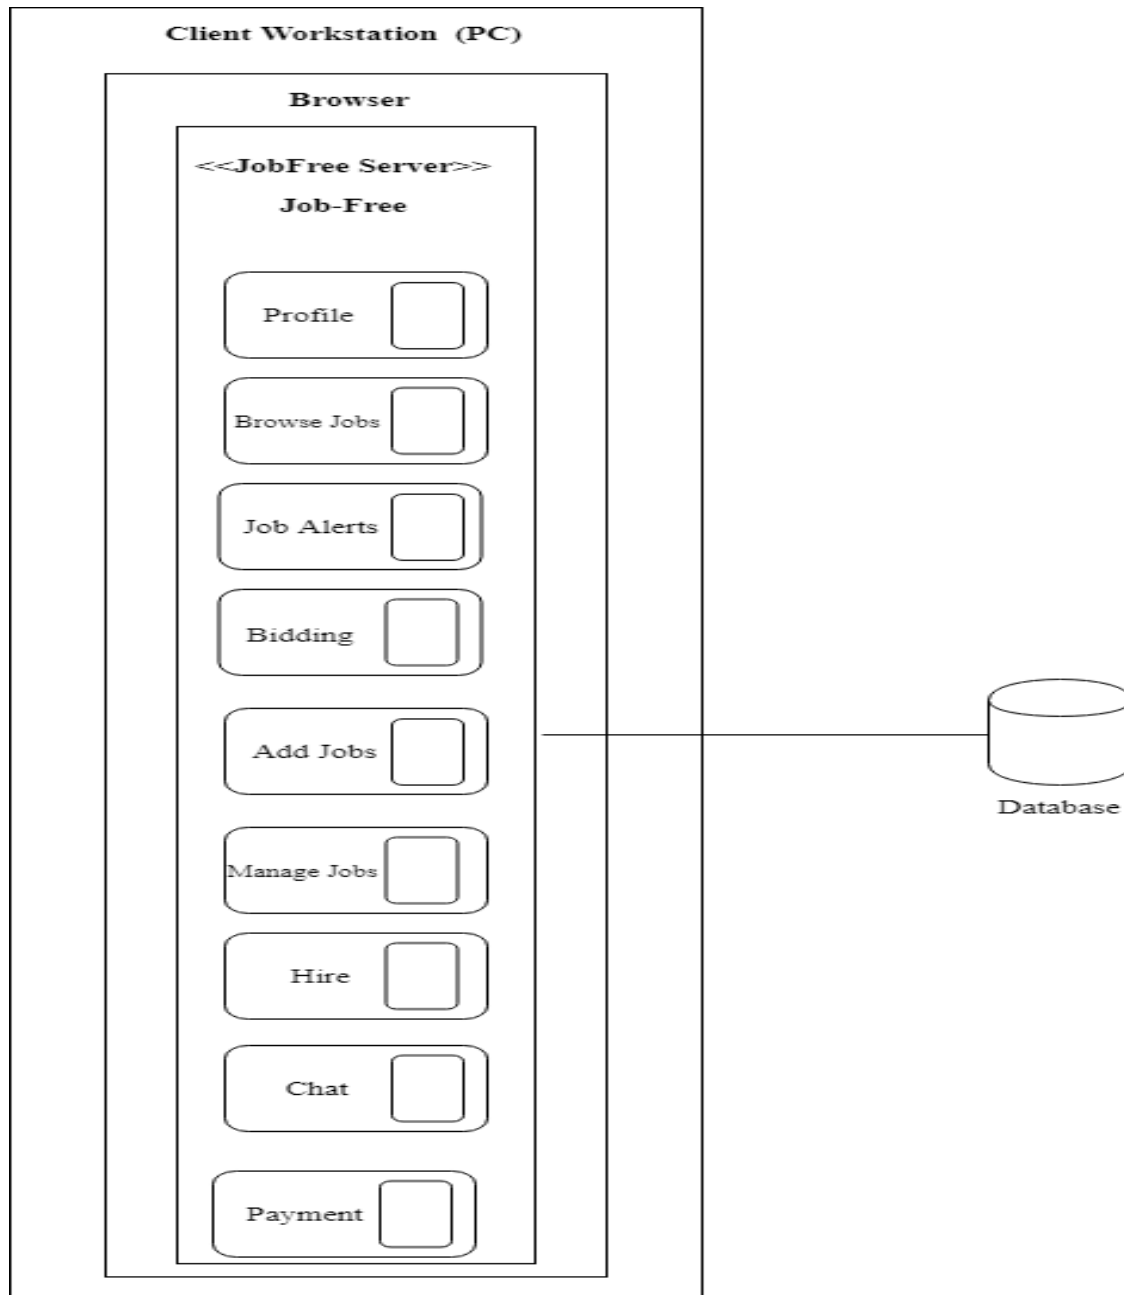 Client Workstation (PC)
Browser
<<JobFree Server>>
Job-Free
Profile
Browse Jobs
Job Alerts
Bidding
Add Jobs
Manage Jobs
Hire
Chat
Payment
Database